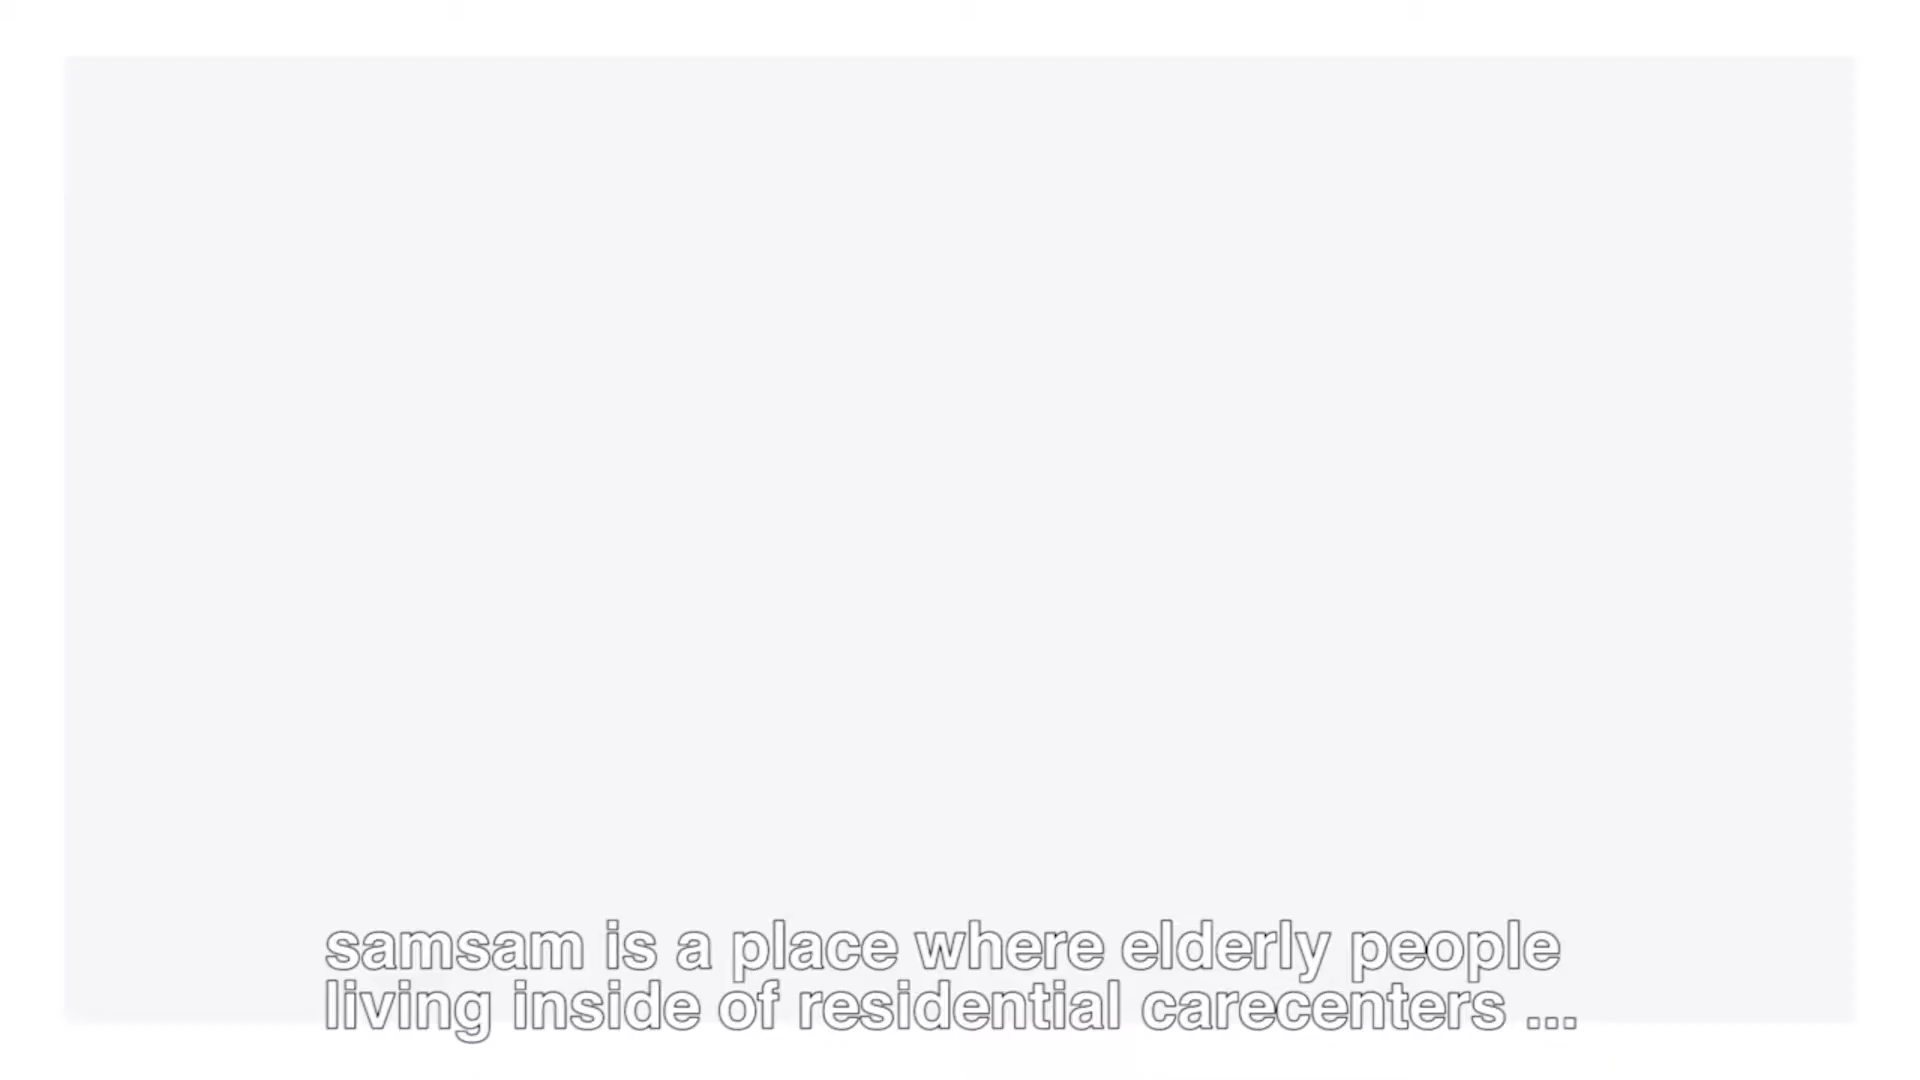 samsam is a place where elderly people
living inside of residential carecenters ...